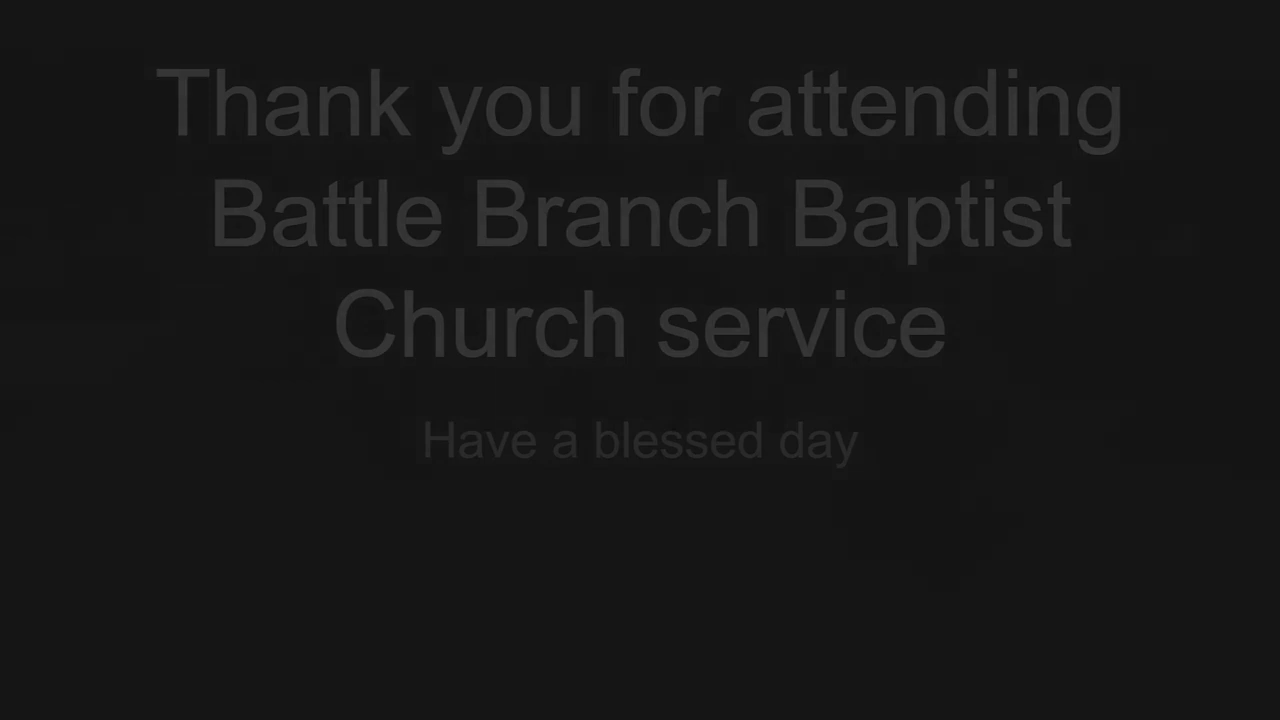 Thank you for attending
Battle Branch Baptist
Church service
Have a blessed day